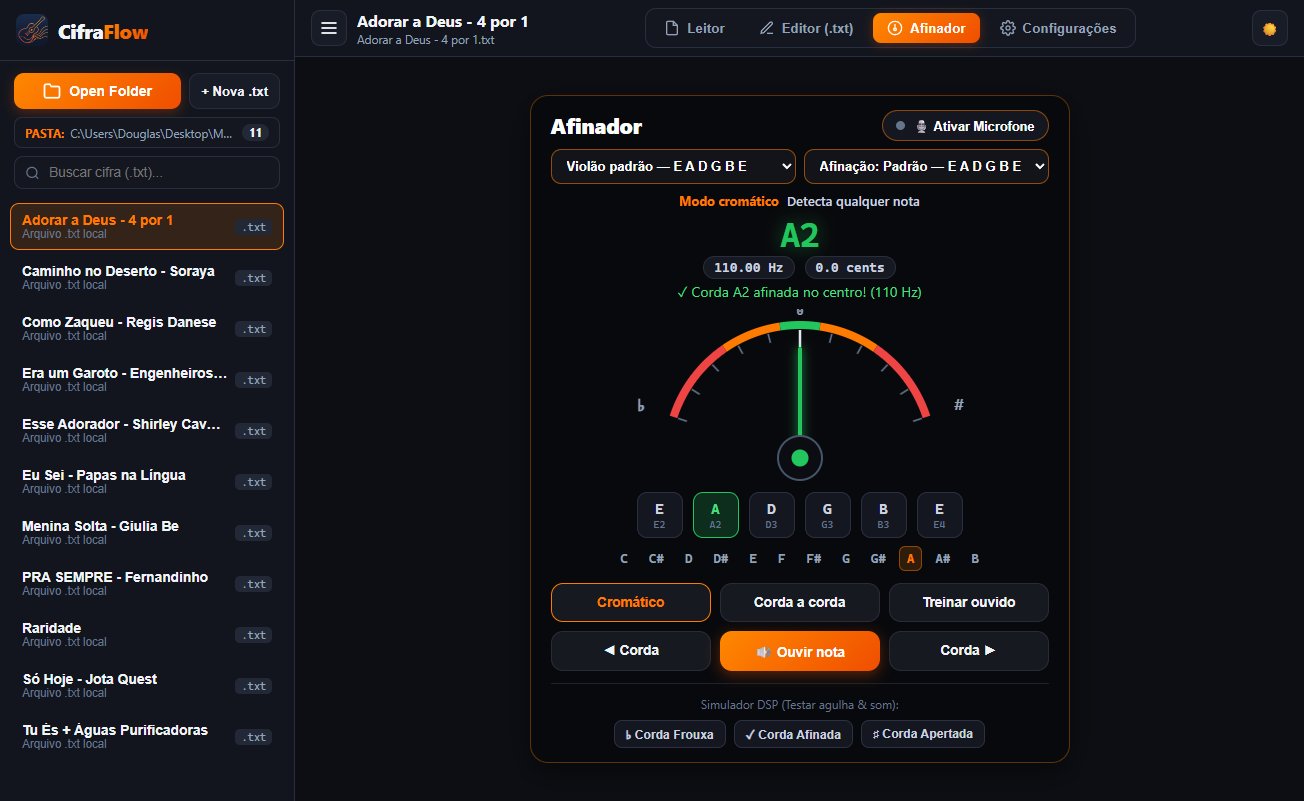 CifraFlow
Open Folder
+ Nova .txt
PASTA: C:\Users\Douglas\Desktop\M... 11
Buscar cifra (.txt)...
Adorar a Deus - 4 por 1
Arquivo .txt local
.txt
Caminho no Deserto - Soraya
Arquivo .txt local
.txt
Como Zaqueu - Regis Danese
Arquivo .txt local
.txt
Era um Garoto - Engenheiros...
Arquivo .txt local
.txt
Esse Adorador - Shirley Cav...
Arquivo .txt local
.txt
Eu Sei - Papas na Língua
Arquivo .txt local
.txt
Menina Solta - Giulia Be
Arquivo .txt local
.txt
PRA SEMPRE - Fernandinho
Arquivo .txt local
.txt
Raridade
Arquivo .txt local
.txt
Só Hoje - Jota Quest
Arquivo .txt local
.txt
Tu És + Águas Purificadoras
Arquivo .txt local
.txt
Adorar a Deus - 4 por 1
Adorar a Deus - 4 por 1.txt
Leitor
Editor (.txt)
Afinador
Configurações
Afinador
Ativar Microfone
Violão padrão — E A D G B E
Afinação: Padrão — E A D G B E
Modo cromático Detecta qualquer nota
A2
110.00 Hz 0.0 cents
✓ Corda A2 afinada no centro! (110 Hz)
0
♭ #
E A D G B E
E2 A2 D3 G3 B3 E4
C C# D D# E F F# G G# A A# B
Cromático
Corda a corda
Treinar ouvido
◀ Corda
Ouvir nota
Corda ▶
Simulador DSP (Testar agulha & som):
♭ Corda Frouxa
✓ Corda Afinada
♯ Corda Apertada